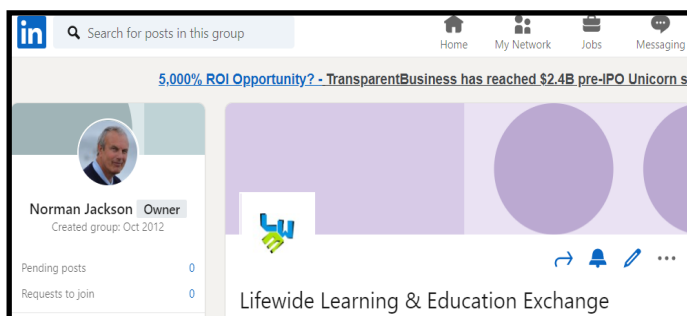 in
Search for posts in this group
Home
My Network
Jobs
Messaging
5,000% ROI Opportunity? - TransparentBusiness has reached $2.4B pre-IPO Unicorn s
Norman Jackson Owner
Created group: Oct 2012
Pending posts 0
Requests to join 0
LWE
Lifewide Learning & Education Exchange